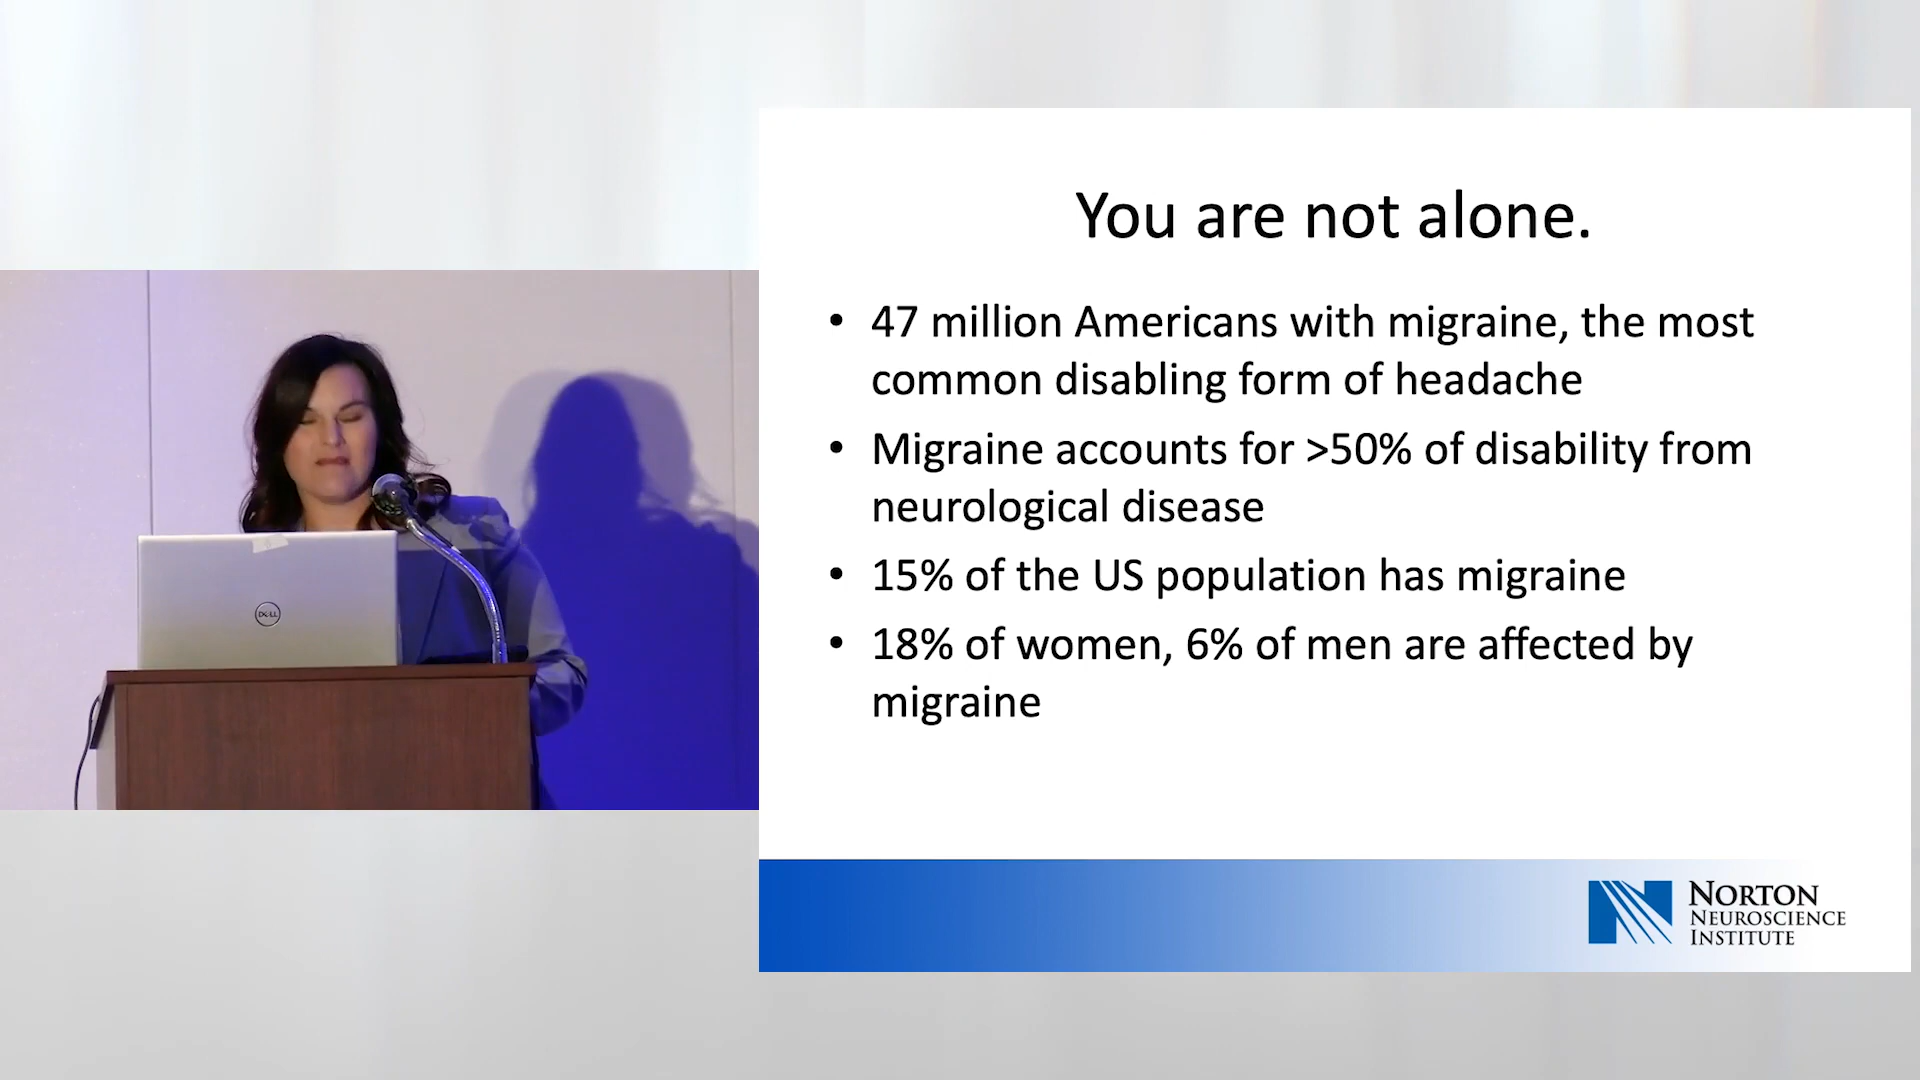 You are not alone.
• 47 million Americans with migraine, the most
common disabling form of headache
• Migraine accounts for >50% of disability from
neurological disease
• 15% of the US population has migraine
• 18% of women, 6% of men are affected by
migraine
DELL
NORTON
NEUROSCIENCE
INSTITUTE